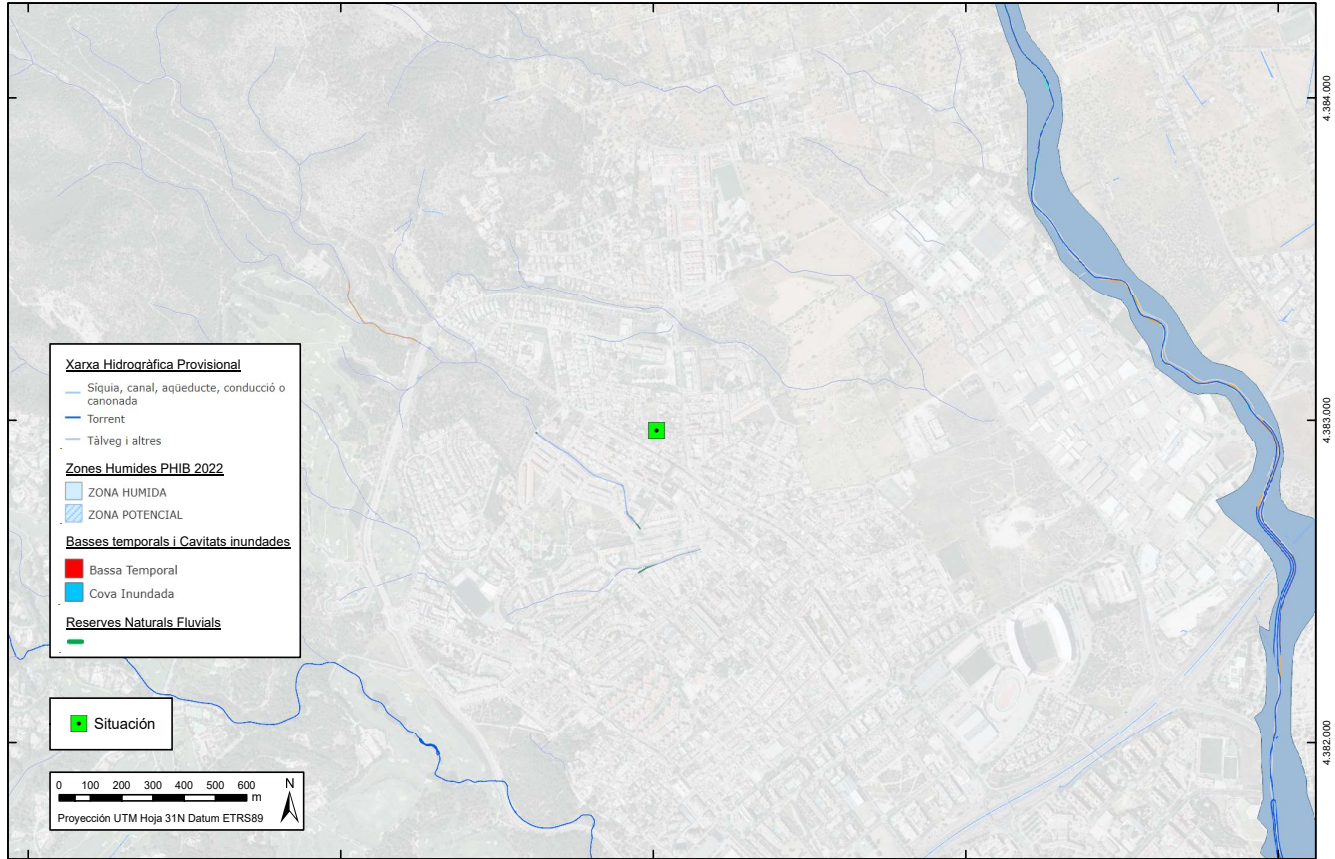 4.384.000
4.383.000
4.382.000
Xarxa Hidrogràfica Provisional
Síquia, canal, aqüeducte, conducció o
canonada
Torrent
Tàlveg i altres
Zones Humides PHIB 2022
ZONA HUMIDA
ZONA POTENCIAL
Basses temporals i Cavitats inundades
Bassa Temporal
Cova Inundada
Reserves Naturals Fluvials
Situación
0 100 200 300 400 500 600
m
N
Proyección UTM Hoja 31N Datum ETRS89